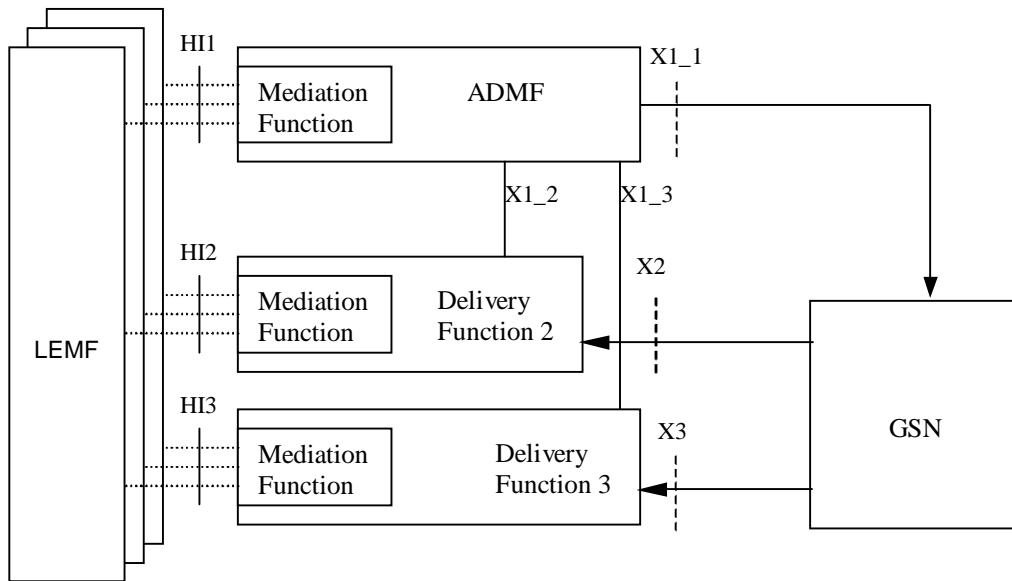 HI1
X1_1
Mediation
Function
ADMF
X1_2
X1_3
HI2
X2
Mediation
Function
Delivery
Function 2
LEMF
HI3
X3
GSN
Mediation
Function
Delivery
Function 3